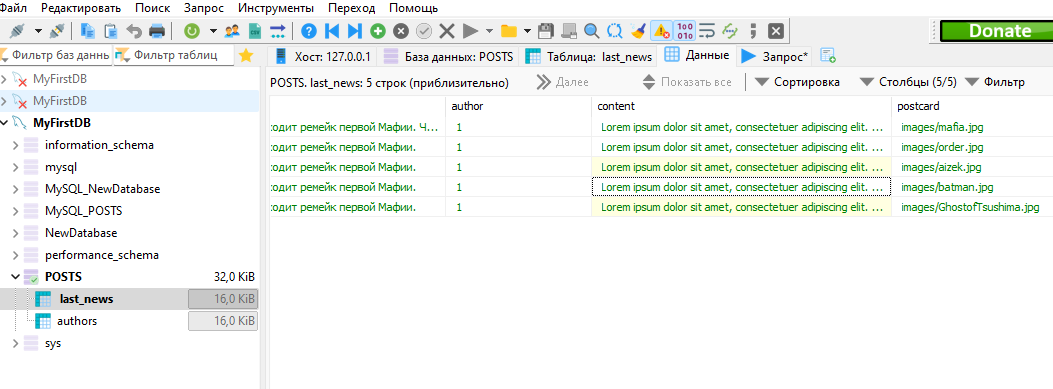 Файл Редактировать Поиск Запрос Инструменты Переход Помощь
Donate
Фильтр баз данны Фильтр таблиц
Хост: 127.0.0.1 База данных: POSTS Таблица: last_news Данные Запрос*
POSTS. last_news: 5 строк (приблизительно) Далее Показать все Сортировка Столбцы (5/5) Фильтр
MyFirstDB
MyFirstDB
MyFirstDB
information_schema
mysql
MySQL_NewDatabase
MySQL_POSTS
NewDatabase
performance_schema
POSTS 32,0 KiB
last_news 16,0 KiB
authors 16,0 KiB
sys
author content postcard
сходит ремейк первой Мафии. Ч... 1 Lorem ipsum dolor sit amet, consectetuer adipiscing elit. ... images/mafia.jpg
сходит ремейк первой Мафии. 1 Lorem ipsum dolor sit amet, consectetuer adipiscing elit. ... images/order.jpg
сходит ремейк первой Мафии. 1 Lorem ipsum dolor sit amet, consectetuer adipiscing elit. ... images/aizek.jpg
сходит ремейк первой Мафии. 1 Lorem ipsum dolor sit amet, consectetuer adipiscing elit. ... images/batman.jpg
сходит ремейк первой Мафии. 1 Lorem ipsum dolor sit amet, consectetuer adipiscing elit. ... images/GhostofTsushima.jpg